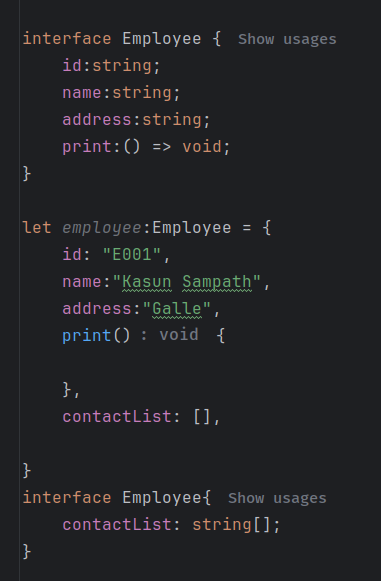 interface Employee { Show usages
    id:string;
    name:string;
    address:string;
    print:() => void;
}
let employee:Employee = {
    id: "E001",
    name:"Kasun Sampath",
    address:"Galle",
    print() : void {
    },
    contactList: [],
}
interface Employee{ Show usages
    contactList: string[];
}